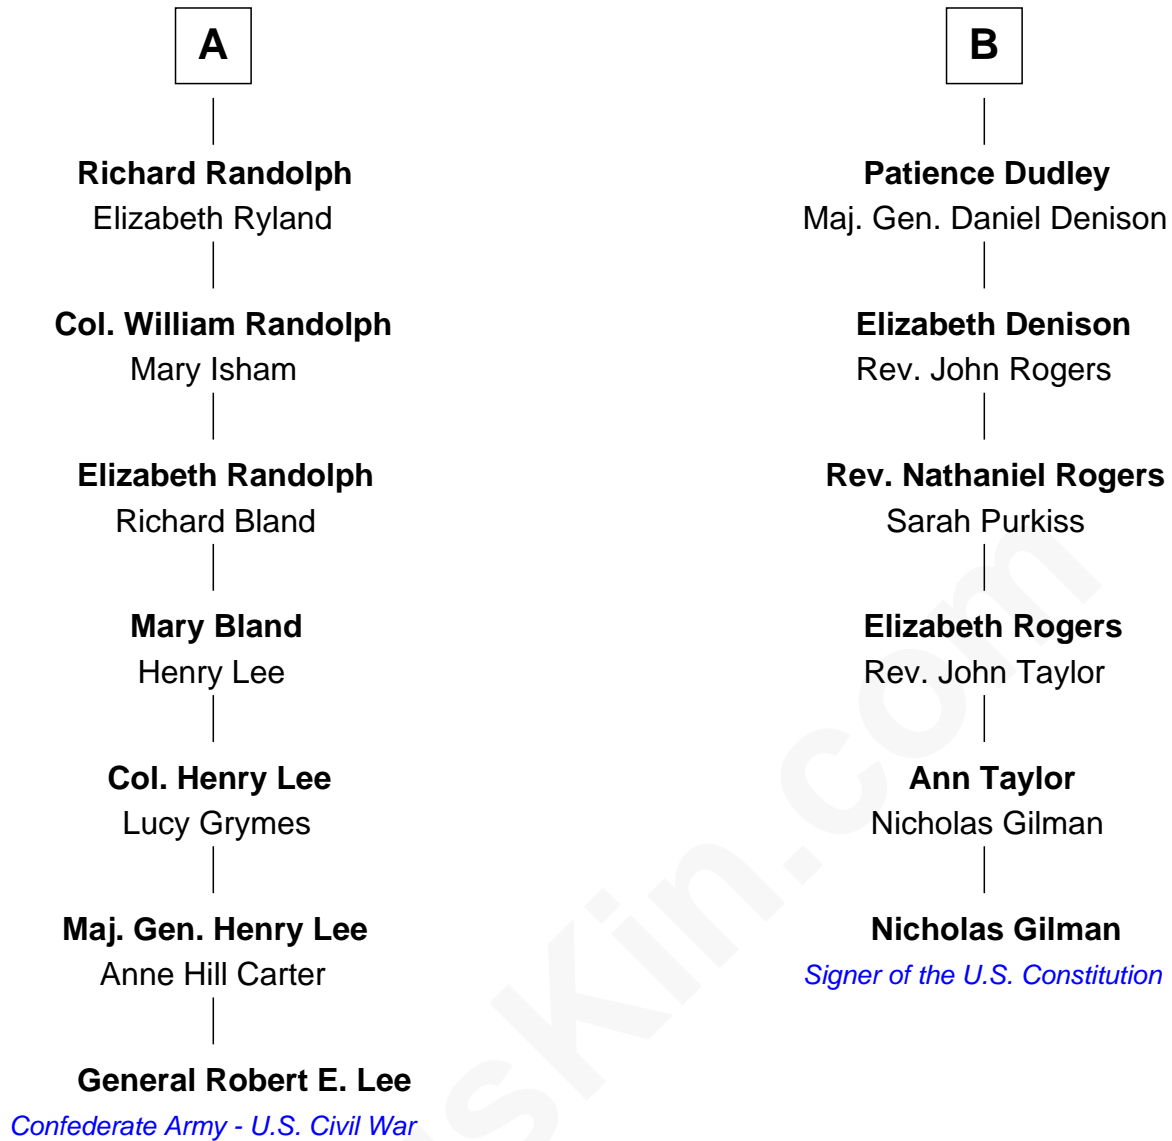 A
Richard Randolph
Elizabeth Ryland
Col. William Randolph
Mary Isham
Elizabeth Randolph
Richard Bland
Mary Bland
Henry Lee
Col. Henry Lee
Lucy Grymes
Maj. Gen. Henry Lee
Anne Hill Carter
General Robert E. Lee
Confederate Army - U.S. Civil War
B
Patience Dudley
Maj. Gen. Daniel Denison
Elizabeth Denison
Rev. John Rogers
Rev. Nathaniel Rogers
Sarah Purkiss
Elizabeth Rogers
Rev. John Taylor
Ann Taylor
Nicholas Gilman
Nicholas Gilman
Signer of the U.S. Constitution